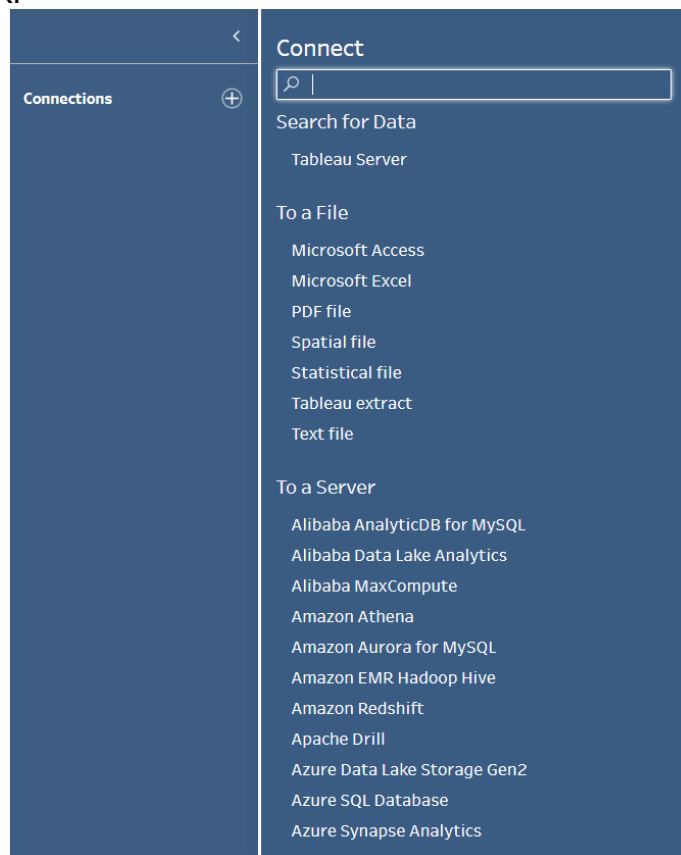 Connections
Connect
Search for Data
Tableau Server
To a File
Microsoft Access
Microsoft Excel
PDF file
Spatial file
Statistical file
Tableau extract
Text file
To a Server
Alibaba AnalyticDB for MySQL
Alibaba Data Lake Analytics
Alibaba MaxCompute
Amazon Athena
Amazon Aurora for MySQL
Amazon EMR Hadoop Hive
Amazon Redshift
Apache Drill
Azure Data Lake Storage Gen2
Azure SQL Database
Azure Synapse Analytics